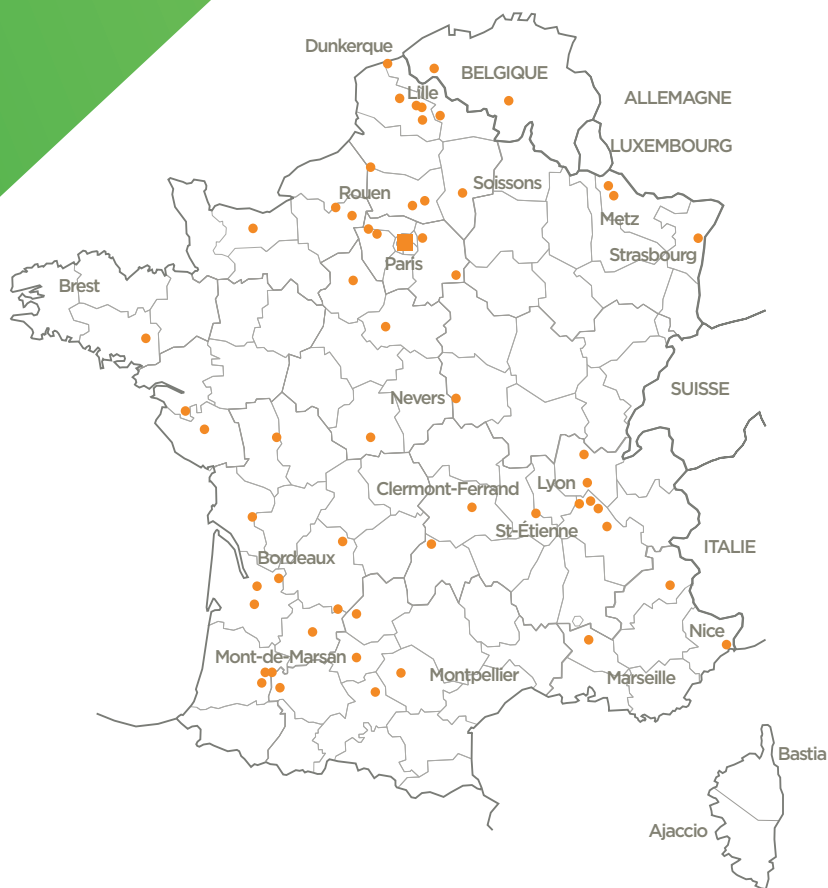 Dunkerque
BELGIQUE
Lille
ALLEMAGNE
LUXEMBOURG
Soissons
Rouen
Metz
Strasbourg
Paris
Brest
SUISSE
Nevers
Lyon
Clermont-Ferrand
St-Étienne
ITALIE
Bordeaux
Nice
Mont-de-Marsan
Montpellier
Marseille
Bastia
Ajaccio